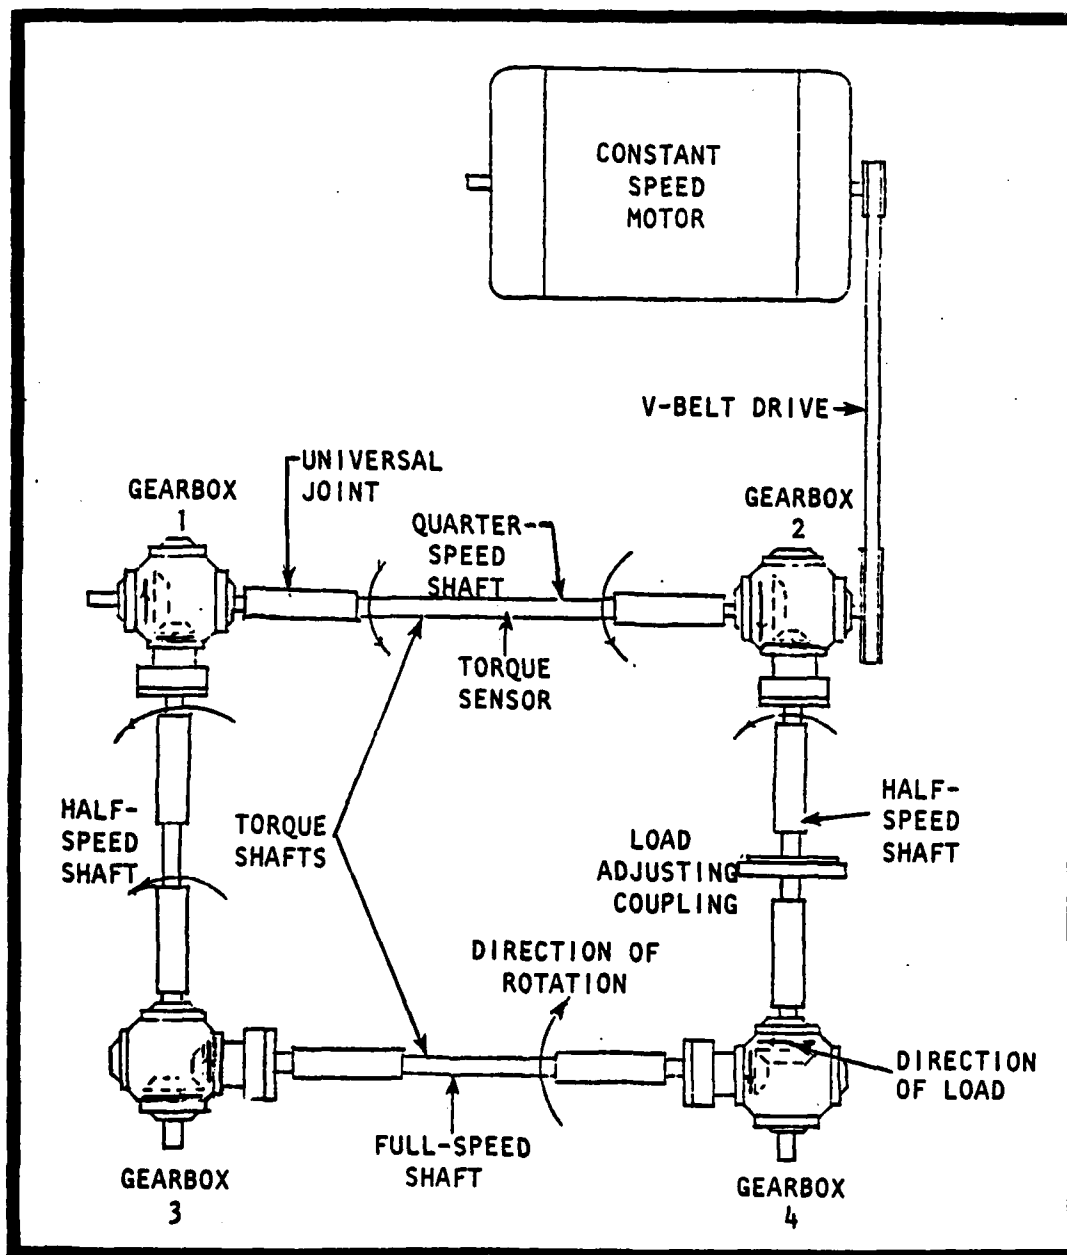 CONSTANT
SPEED
MOTOR
V-BELT DRIVE
UNIVERSAL
JOINT
GEARBOX
1
QUARTER-
SPEED
SHAFT
GEARBOX
2
TORQUE
SENSOR
HALF-
SPEED
SHAFT
TORQUE
SHAFTS
LOAD
ADJUSTING
COUPLING
HALF-
SPEED
SHAFT
DIRECTION OF
ROTATION
DIRECTION
OF LOAD
FULL-SPEED
SHAFT
GEARBOX
3
GEARBOX
4